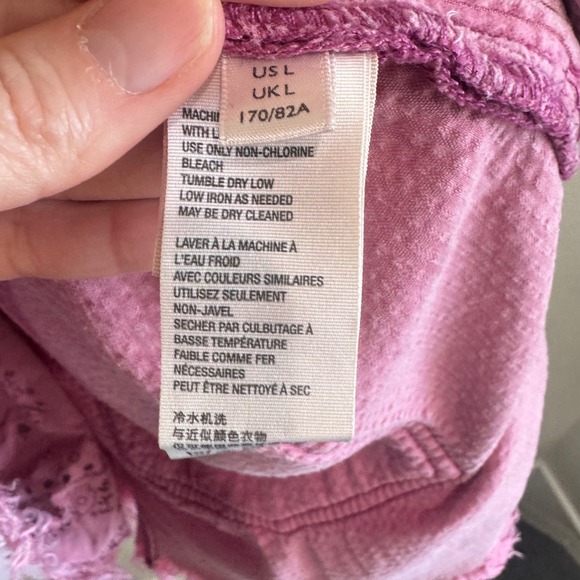 US L
UK L
170/82A
MACHI
WITH L
USE ONLY NON-CHLORINE
BLEACH
TUMBLE DRY LOW
LOW IRON AS NEEDED
MAY BE DRY CLEANED
LAVER À LA MACHINE À
L'EAU FROID
AVEC COULEURS SIMILAIRES
UTILISEZ SEULEMENT
NON-JAVEL
SECHER PAR CULBUTAGE À
BASSE TEMPÉRATURE
FAIBLE COMME FER
NÉCESSAIRES
PEUT ÊTRE NETTOYÉ À SEC
冷水机洗
与近似颜色衣物